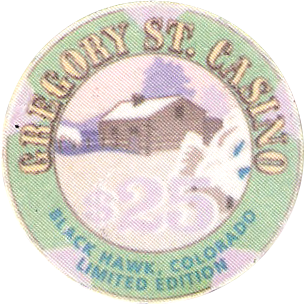 GREGORY ST. CASINO
$25
BLACK HAWK, COLORADO
LIMITED EDITION